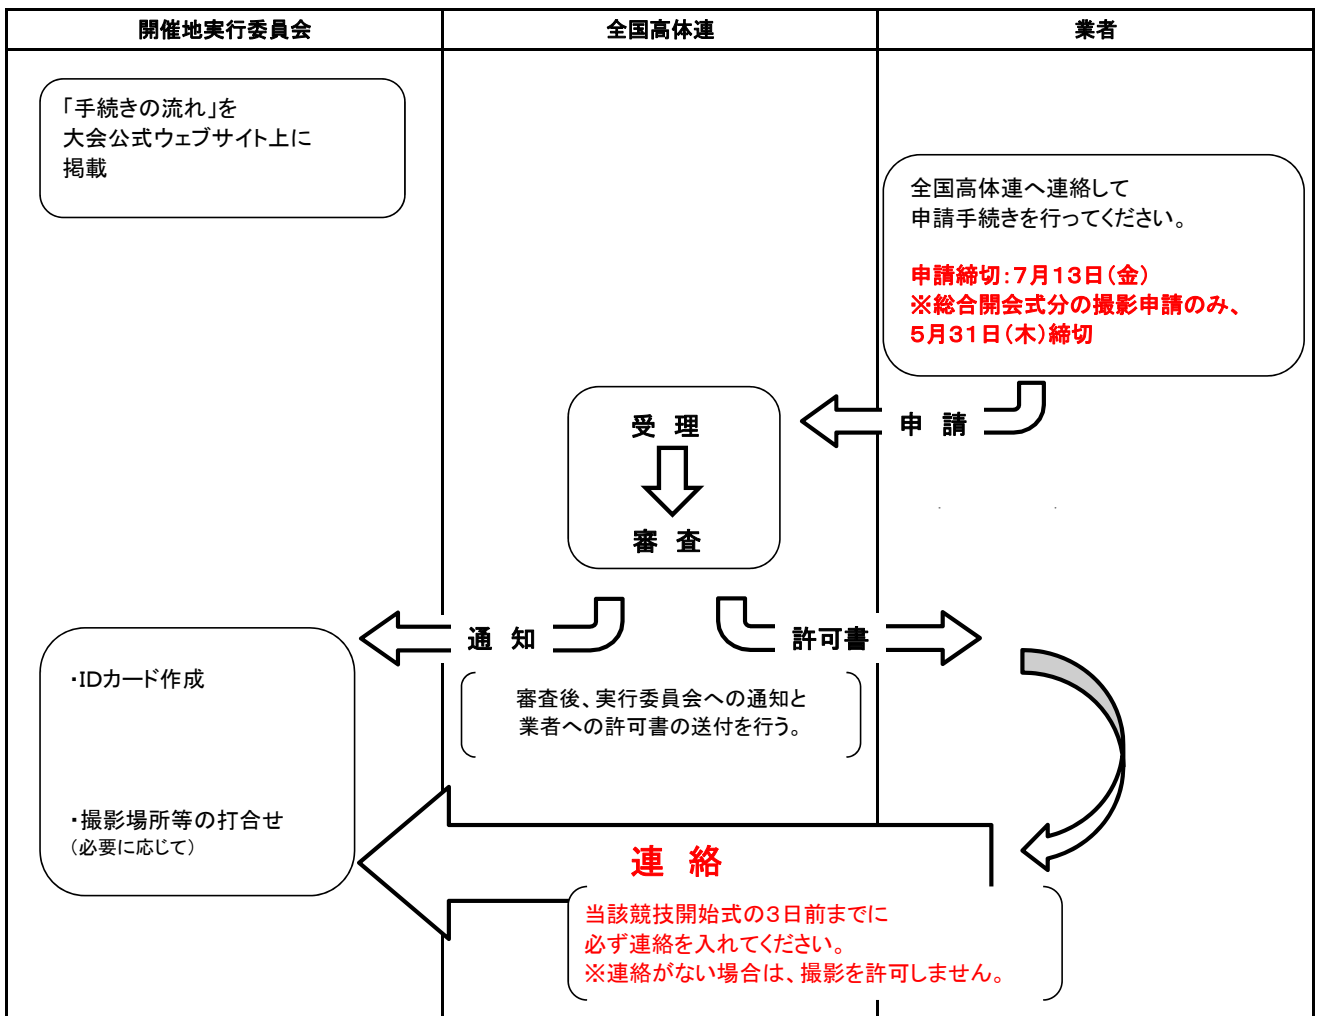 開催地実行委員会
全国高体連
業者
「手続きの流れ」を
大会公式ウェブサイト上に
掲載
全国高体連へ連絡して
申請手続きを行ってください。
申請締切：７月１３日（金）
※総合開会式分の撮影申請のみ、
５月３１日（木）締切
申 請
受 理
審 査
通 知
許可書
審査後、実行委員会への通知と
業者への許可書の送付を行う。
・IDカード作成
・撮影場所等の打合せ
（必要に応じて）
連 絡
当該競技開始式の３日前までに
必ず連絡を入れてください。
※連絡がない場合は、撮影を許可しません。